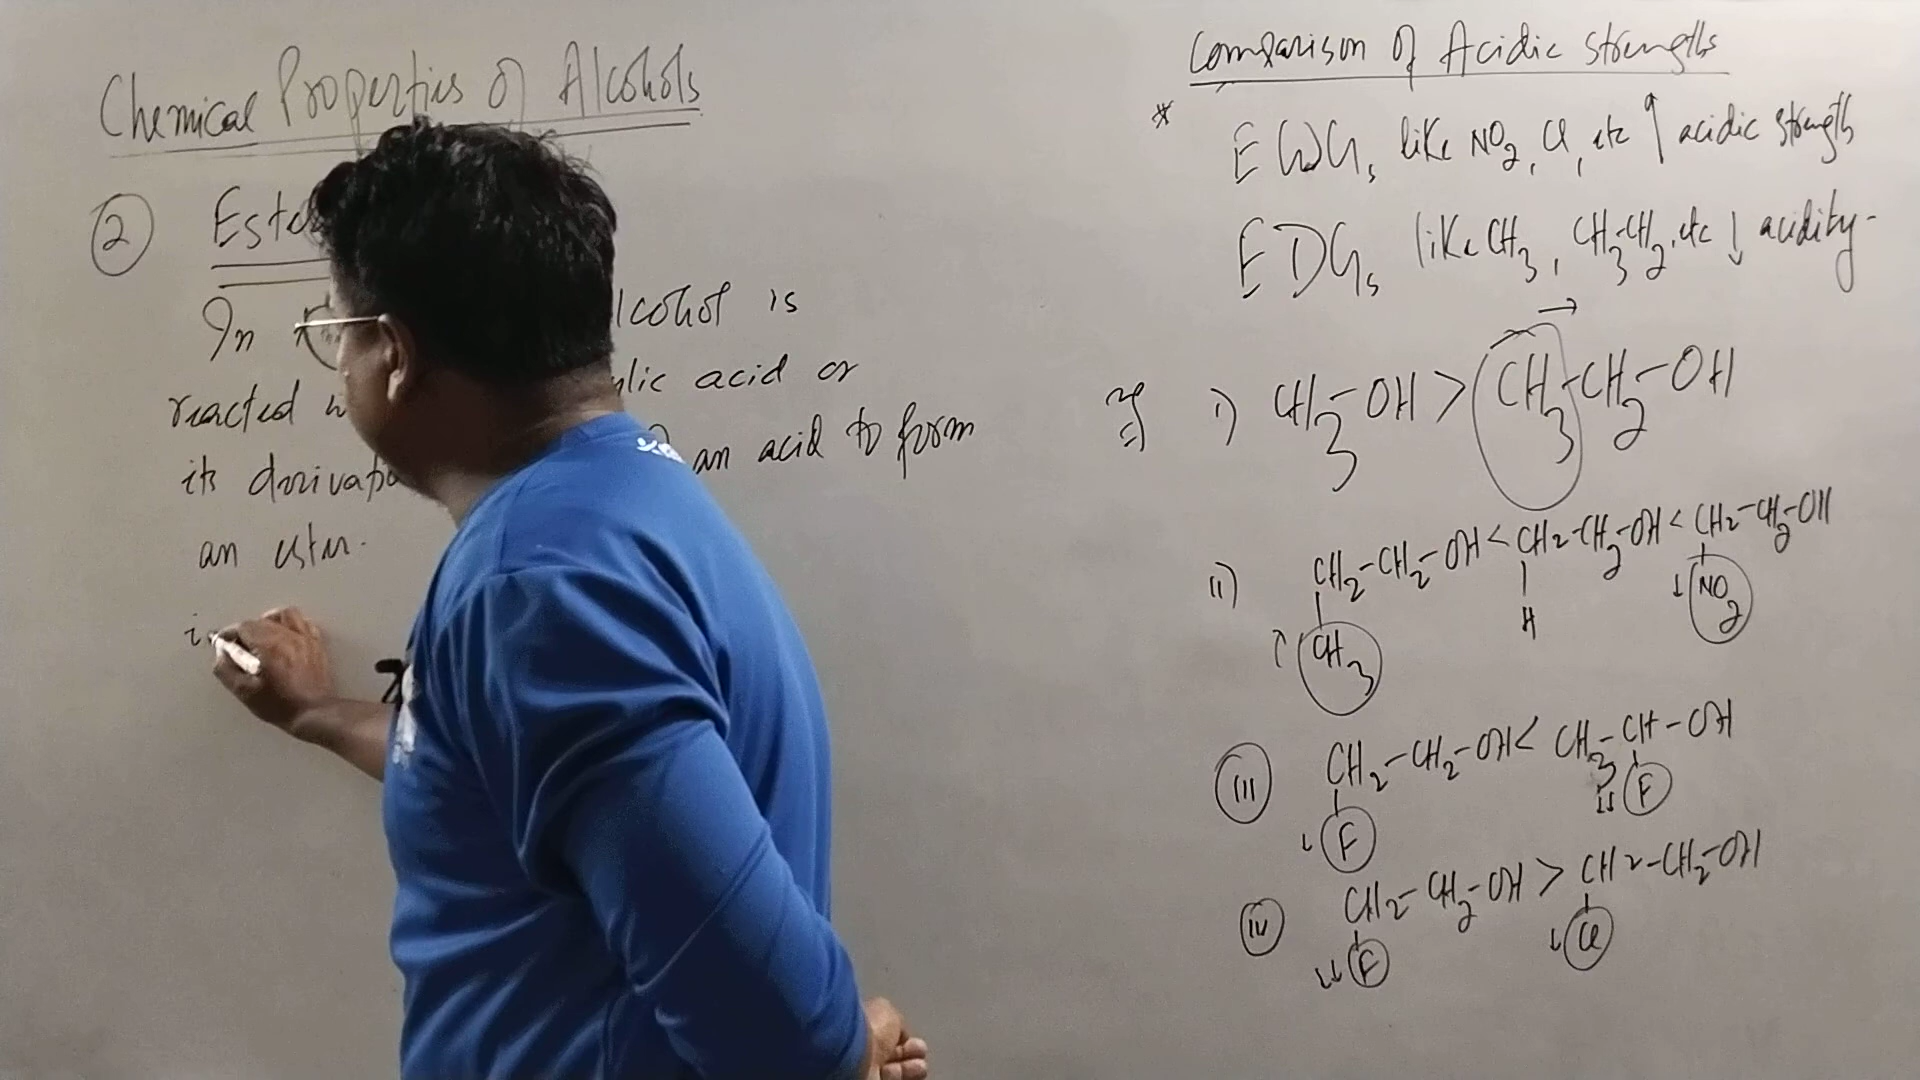 Chemical Properties of Alcohols
②
In
lcohol is
reacted
acid or
its an acid to form
an ester.
Comparison of Acidic strengths
* EWGs like NO2, Cl, etc ↑ acidic strength
EDGs like CH3, CH3-CH2, etc ↓ acidity-
→
eg i) CH3-OH > CH3-CH2-OH
ii) CH2-CH2-OH < CH2-CH2-OH < CH2-CH2-OH
↑ CH3 H ↓ NO2
iii CH2-CH2-OH < CH3-CH-OH
↓ F ↓↓ F
iv CH2-CH2-OH > CH2-CH2-OH
↓↓ F ↓ Cl